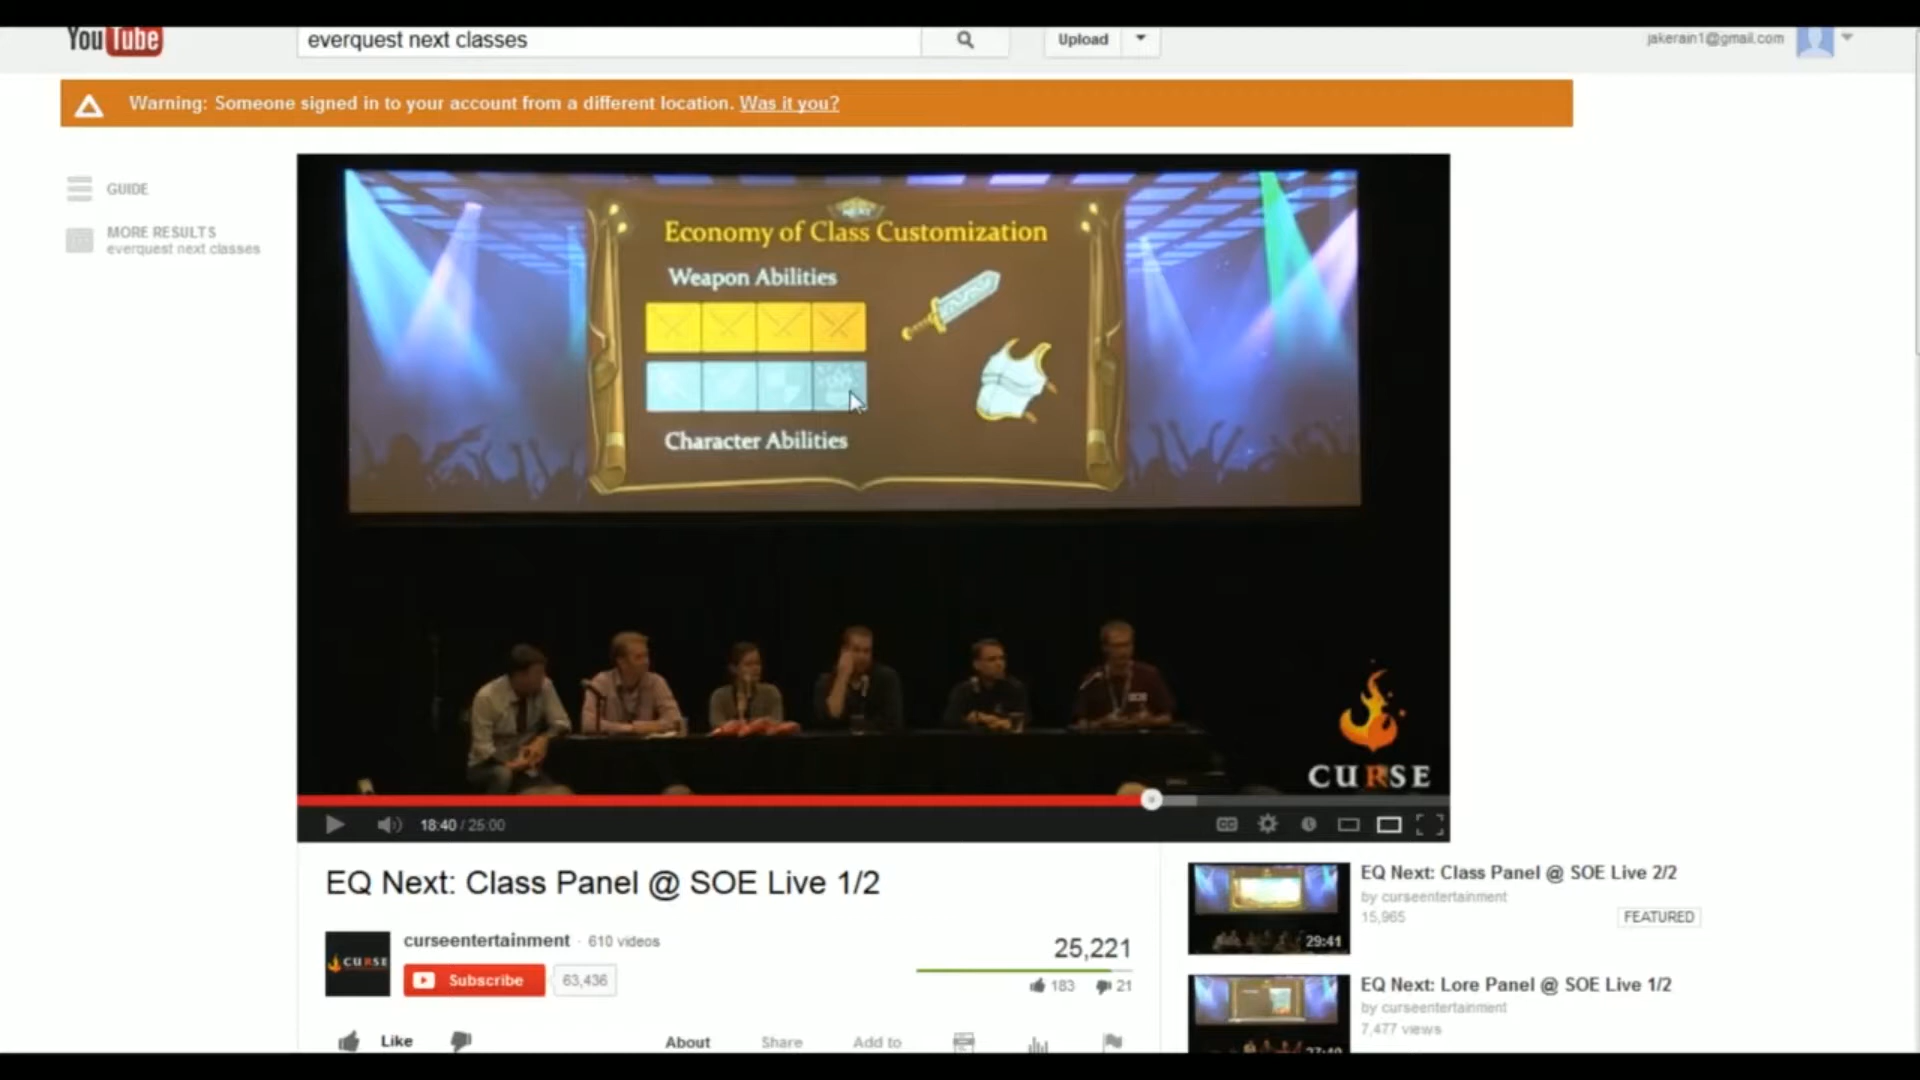 YouTube
everquest next classes
Upload
jakerain1@gmail.com
Warning: Someone signed in to your account from a different location. Was it you?
GUIDE
MORE RESULTS
everquest next classes
Economy of Class Customization
Weapon Abilities
Character Abilities
CURSE
18:40 / 25:00
CC
EQ Next: Class Panel @ SOE Live 1/2
curseentertainment · 610 videos
CURSE
Subscribe
63,436
25,221
183
21
Like
About
Share
Add to
29:41
EQ Next: Class Panel @ SOE Live 2/2
by curseentertainment
15,965
FEATURED
EQ Next: Lore Panel @ SOE Live 1/2
by curseentertainment
7,477 views